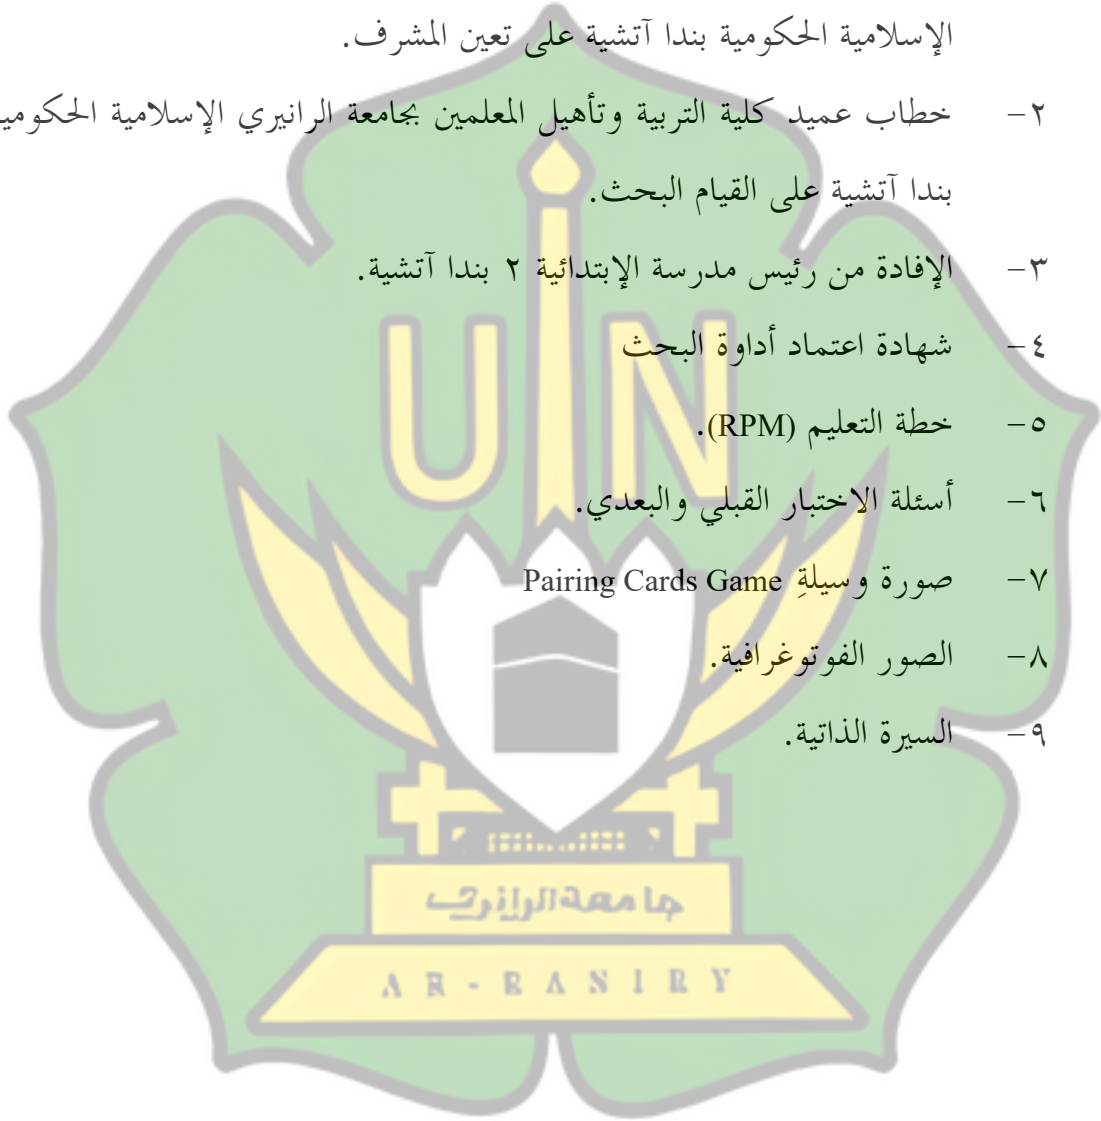 الإسلامية الحكومية بندا آتشية على تعين المشرف.
٢- خطاب عميد كلية التربية وتأهيل المعلمين بجامعة الرانيري الإسلامية الحكومي
بندا آتشية على القيام البحث.
٣- الإفادة من رئيس مدرسة الإبتدائية ٢ بندا آتشية.
٤- شهادة اعتماد أداوة البحث
٥- خطة التعليم (RPM).
٦- أسئلة الاختبار القبلي والبعدي.
٧- صورة وسيلةِ Pairing Cards Game
٨- الصور الفوتوغرافية.
٩- السيرة الذاتية.
UIN
جامعة الرانري
AR-RANIRY